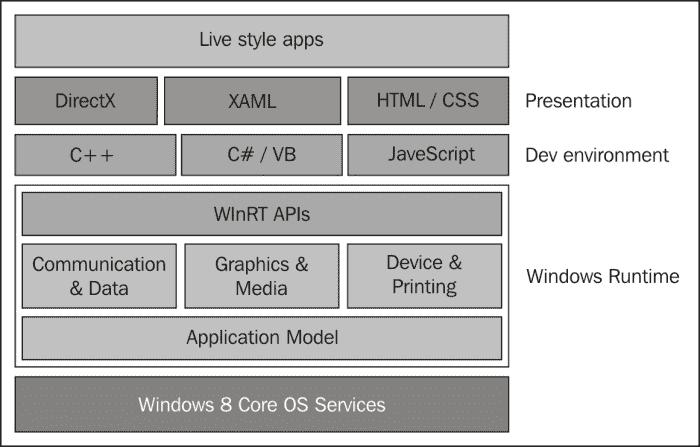 Live style apps
DirectX XAML HTML / CSS Presentation
C++ C# / VB JaveScript Dev environment
WInRT APIs
Communication Graphics & Device &
& Data Media Printing Windows Runtime
Application Model
Windows 8 Core OS Services